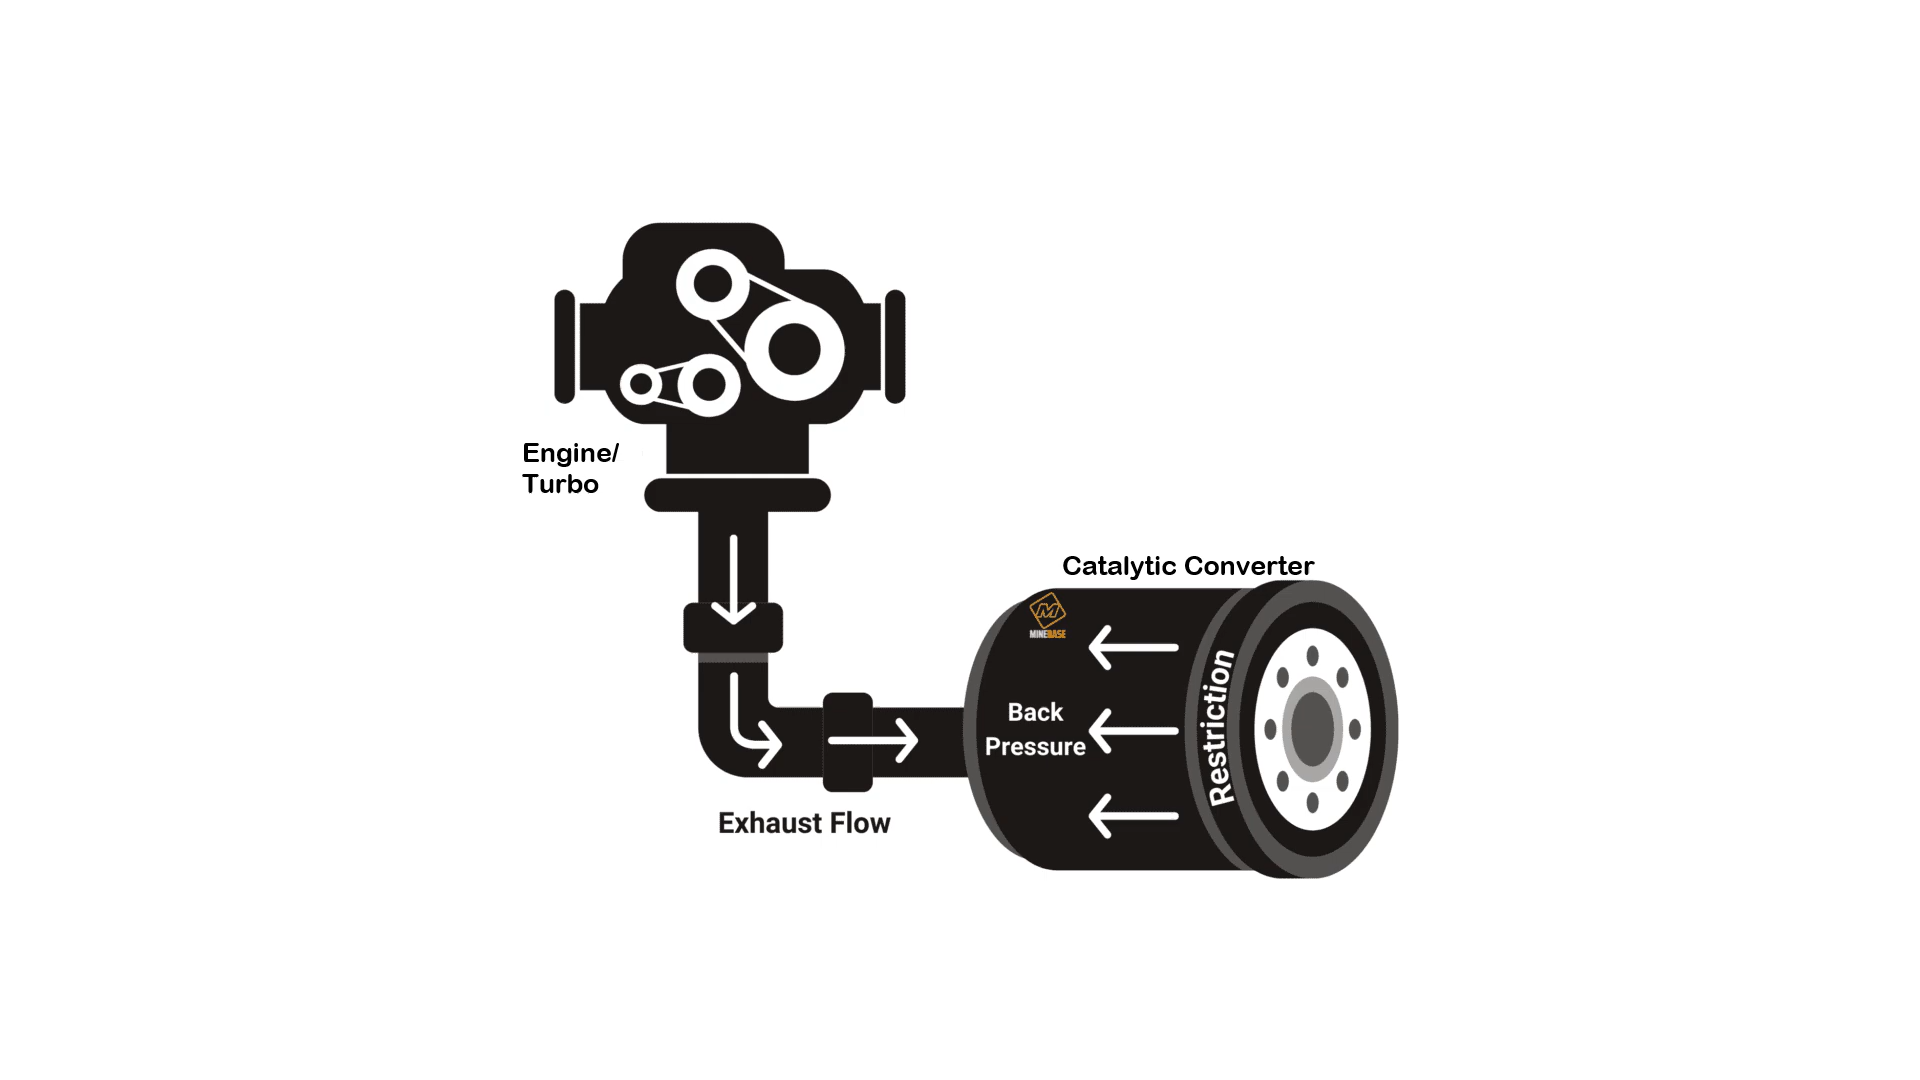 Engine/
Turbo
Catalytic Converter
M
MINEBASE
Back
Pressure
Restriction
Exhaust Flow